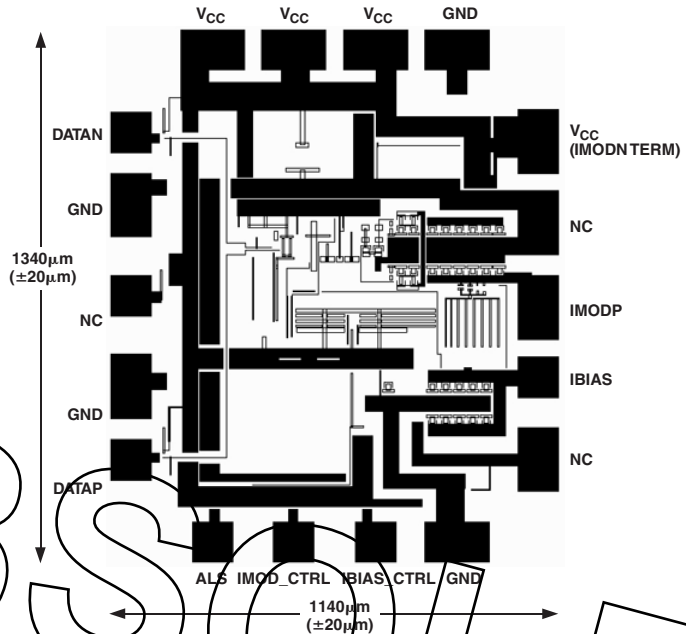 VCC VCC VCC GND
DATAN
VCC
(IMODN TERM)
GND
NC
1340µm
(±20µm)
NC
IMODP
IBIAS
GND
NC
DATAP
ALS IMOD_CTRL IBIAS_CTRL GND
1140µm
(±20µm)